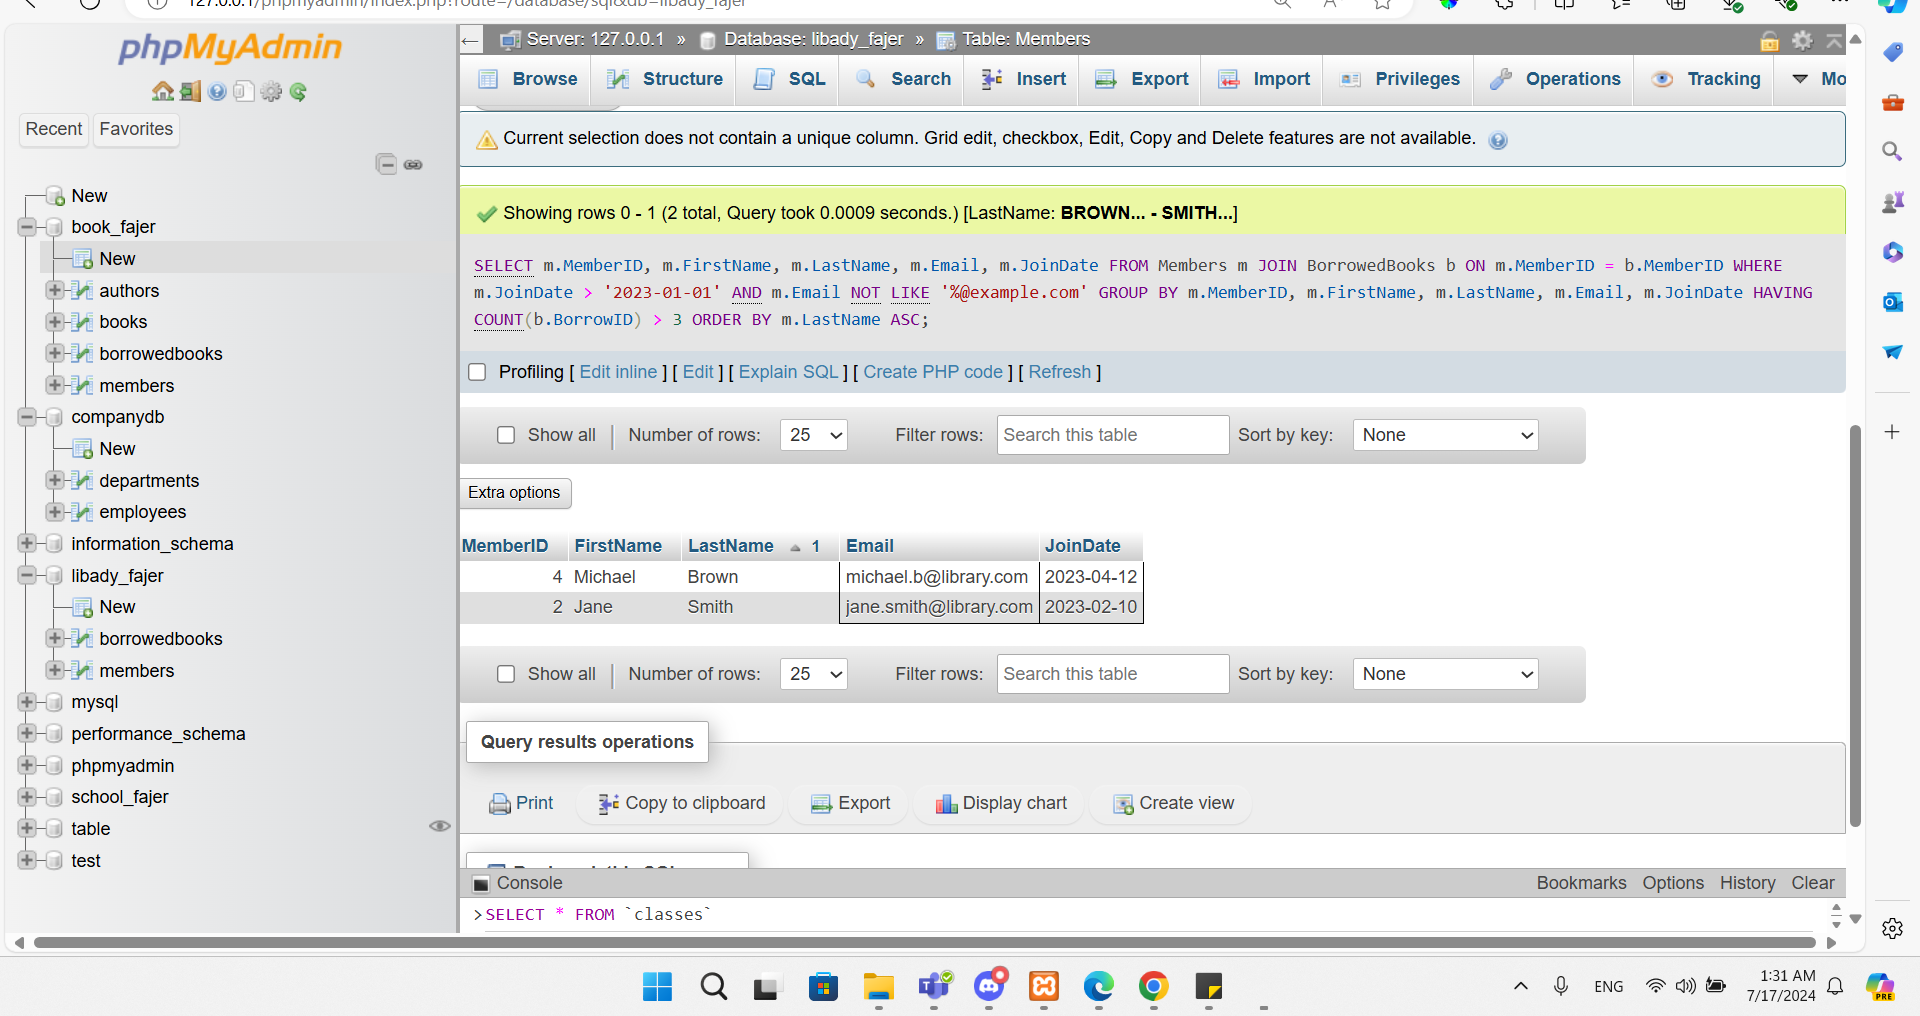 127.0.0.1/phpmyadmin/index.php?route=/database/sql&db=libady_fajer
phpMyAdmin
Recent
Favorites
New
book_fajer
New
authors
books
borrowedbooks
members
companydb
New
departments
employees
information_schema
libady_fajer
New
borrowedbooks
members
mysql
performance_schema
phpmyadmin
school_fajer
table
test
Server: 127.0.0.1 » Database: libady_fajer » Table: Members
Browse Structure SQL Search Insert Export Import Privileges Operations Tracking Mo
Current selection does not contain a unique column. Grid edit, checkbox, Edit, Copy and Delete features are not available.
Showing rows 0 - 1 (2 total, Query took 0.0009 seconds.) [LastName: BROWN... - SMITH...]
SELECT m.MemberID, m.FirstName, m.LastName, m.Email, m.JoinDate FROM Members m JOIN BorrowedBooks b ON m.MemberID = b.MemberID WHERE
m.JoinDate > '2023-01-01' AND m.Email NOT LIKE '%@example.com' GROUP BY m.MemberID, m.FirstName, m.LastName, m.Email, m.JoinDate HAVING
COUNT(b.BorrowID) > 3 ORDER BY m.LastName ASC;
Profiling [ Edit inline ] [ Edit ] [ Explain SQL ] [ Create PHP code ] [ Refresh ]
Show all | Number of rows: 25 Filter rows: Search this table Sort by key: None
Extra options
MemberID FirstName LastName 1 Email JoinDate
4 Michael Brown michael.b@library.com 2023-04-12
2 Jane Smith jane.smith@library.com 2023-02-10
Show all | Number of rows: 25 Filter rows: Search this table Sort by key: None
Query results operations
Print Copy to clipboard Export Display chart Create view
Console Bookmarks Options History Clear
>SELECT * FROM `classes`
ENG
1:31 AM
7/17/2024
PRE